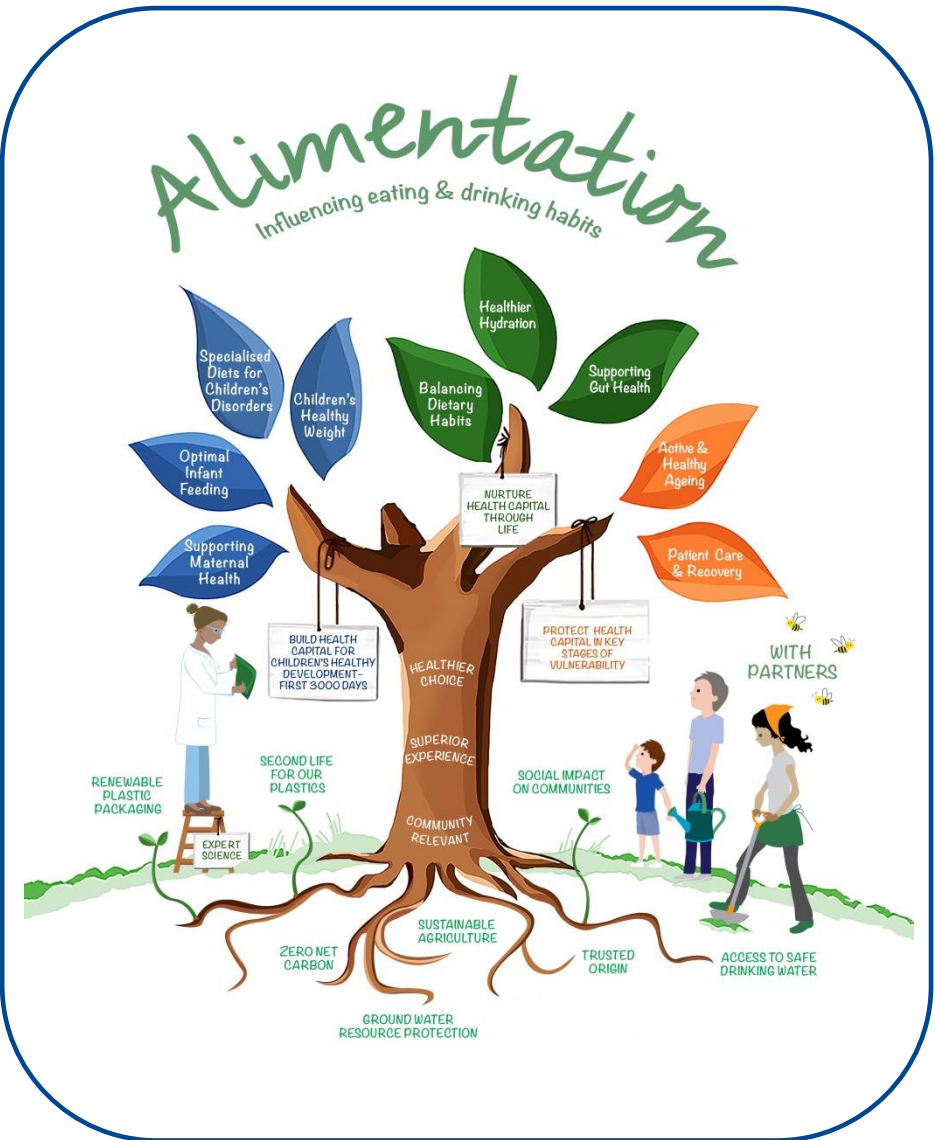 Alimentation
Influencing eating & drinking habits
Healthier
Hydration
Specialised
Diets for
Children's
Disorders
Children's
Healthy
Weight
Balancing
Dietary
Habits
Supporting
Gut Health
Optimal
Infant
Feeding
Active &
Healthy
Ageing
Supporting
Maternal
Health
Patient Care
& Recovery
NURTURE
HEALTH CAPITAL
THROUGH
LIFE
BUILD HEALTH
CAPITAL FOR
CHILDREN'S HEALTHY
DEVELOPMENT-
FIRST 3000 DAYS
PROTECT HEALTH
CAPITAL IN KEY
STAGES OF
VULNERABILITY
WITH
PARTNERS
HEALTHIER
CHOICE
SUPERIOR
EXPERIENCE
COMMUNITY
RELEVANT
RENEWABLE
PLASTIC
PACKAGING
SECOND LIFE
FOR OUR
PLASTICS
SOCIAL IMPACT
ON COMMUNITIES
EXPERT
SCIENCE
ZERO NET
CARBON
SUSTAINABLE
AGRICULTURE
TRUSTED
ORIGIN
ACCESS TO SAFE
DRINKING WATER
GROUND WATER
RESOURCE PROTECTION